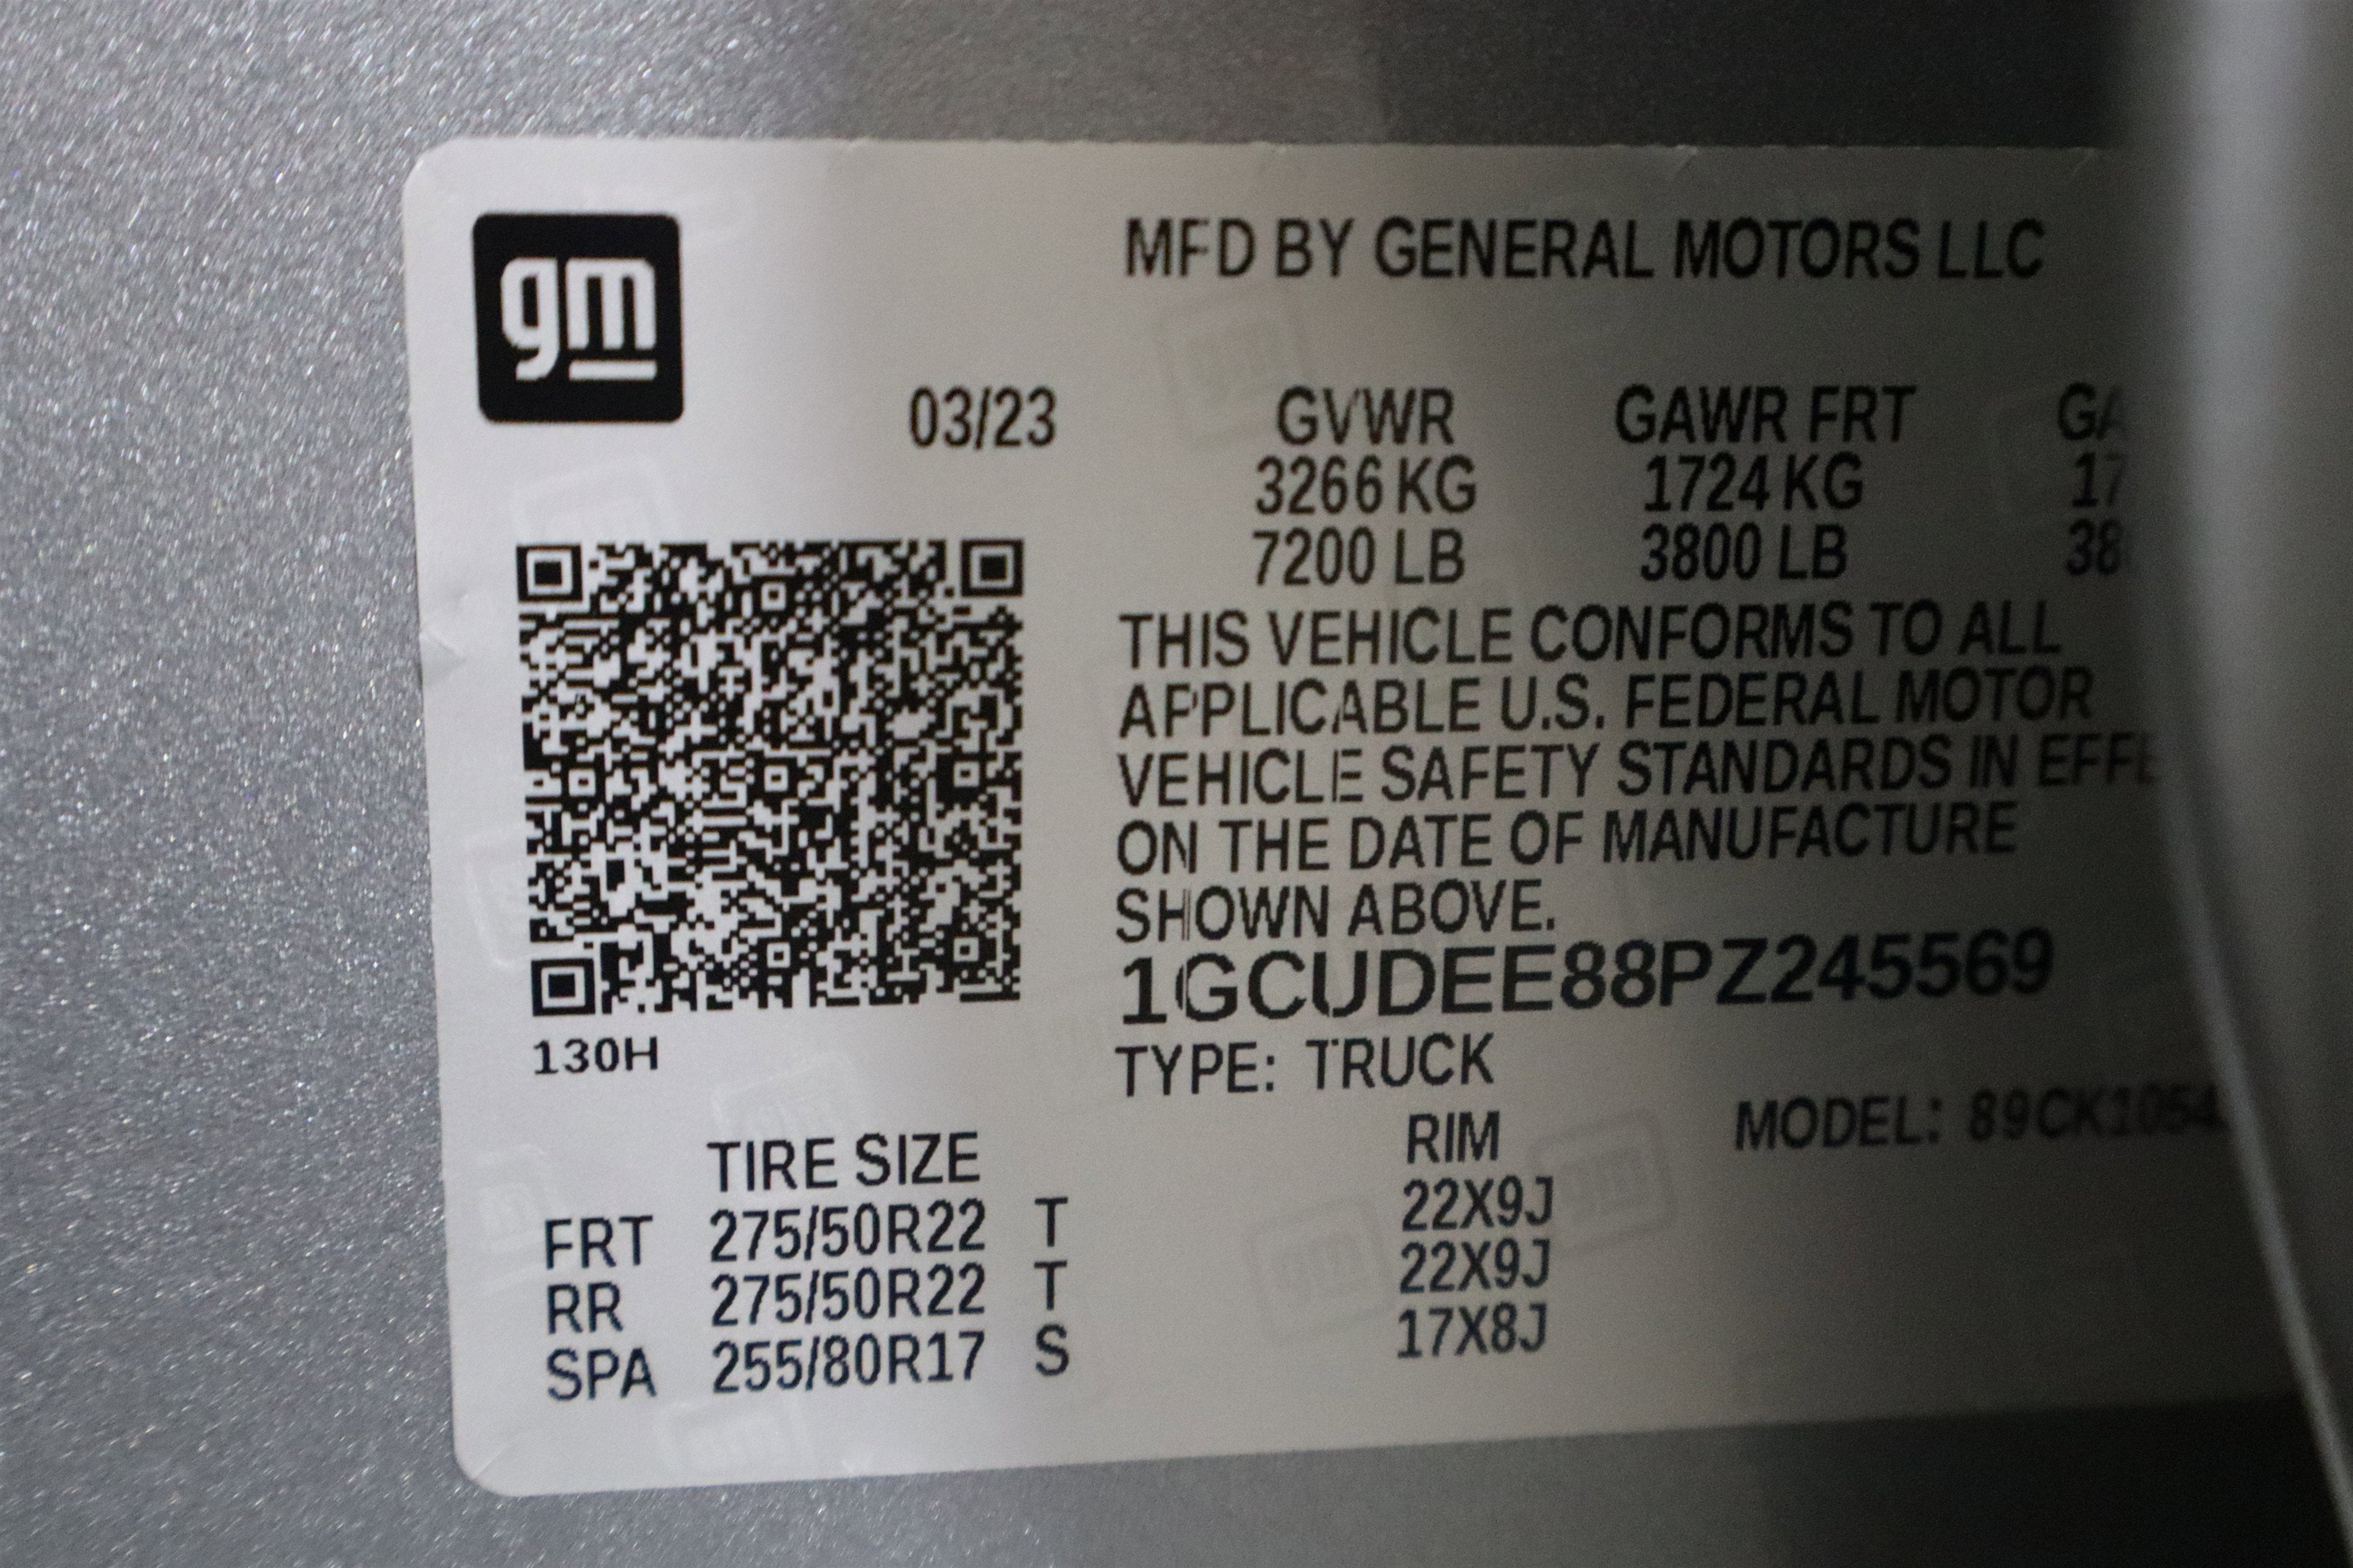 gm
MFD BY GENERAL MOTORS LLC
03/23 GVWR GAWR FRT
3266 KG 1724 KG
7200 LB 3800 LB
THIS VEHICLE CONFORMS TO ALL
APPLICABLE U.S. FEDERAL MOTOR
VEHICLE SAFETY STANDARDS IN
ON THE DATE OF MANUFACTURE
SHOWN ABOVE.
1GCUDEE88PZ245569
130H
TYPE: TRUCK
MODEL: 89CK1054
TIRE SIZE RIM
FRT 275/50R22 T 22X9J
RR 275/50R22 T 22X9J
SPA 255/80R17 S 17X8J